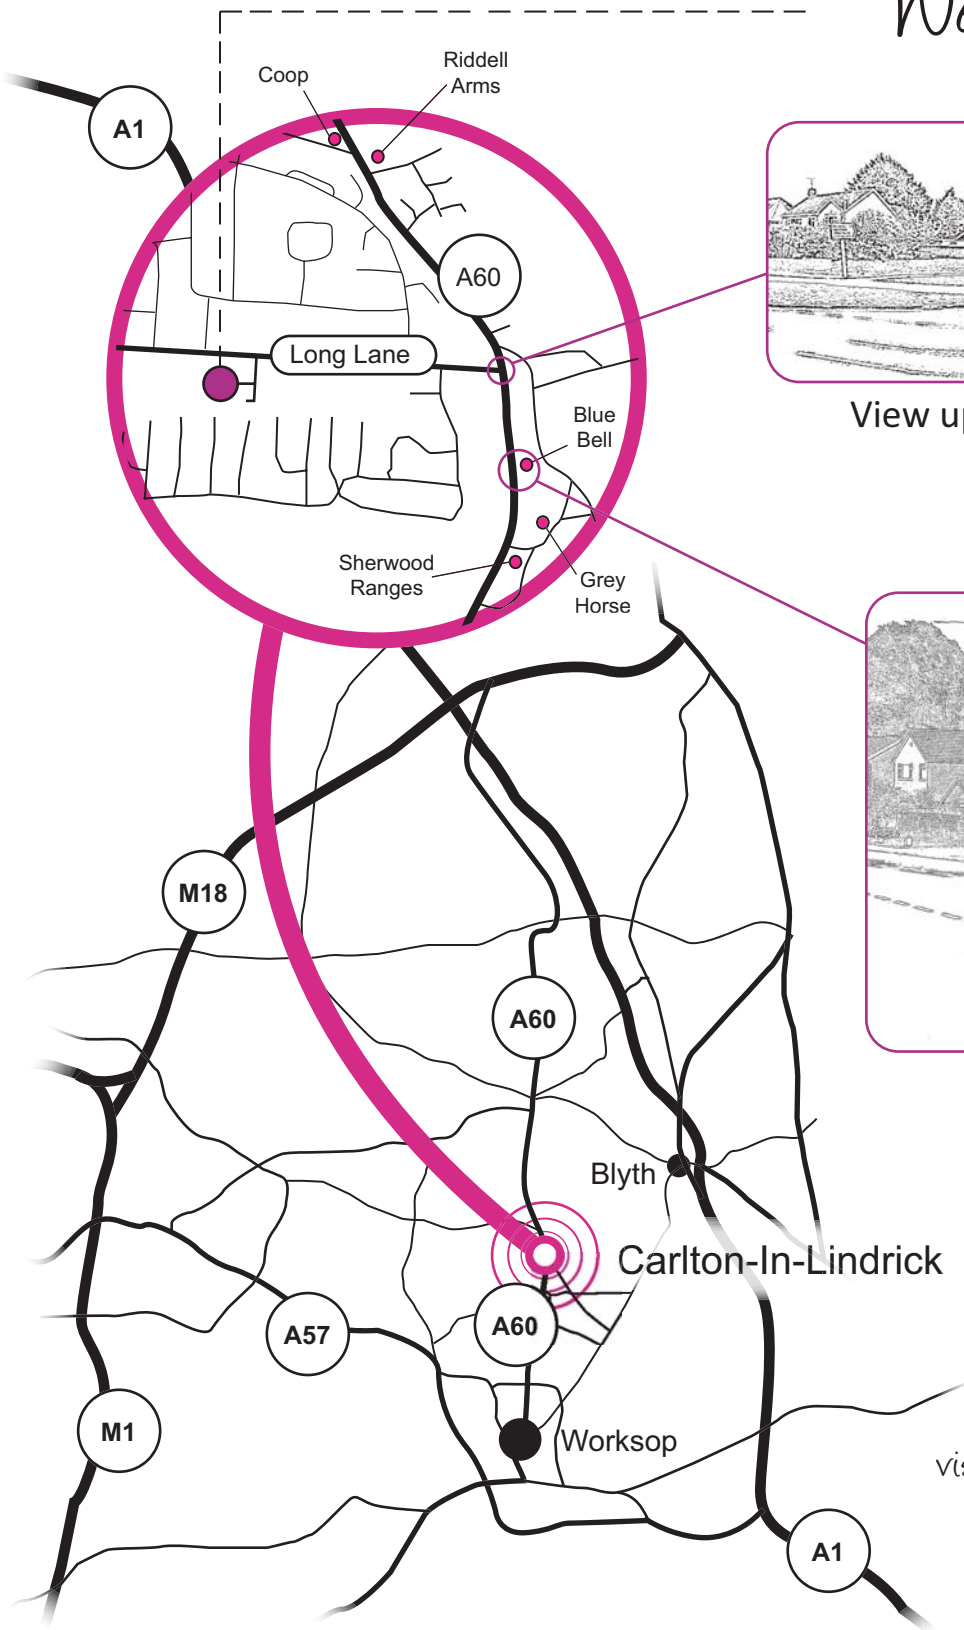 Coop
Riddell
Arms
A1
A60
Long Lane
Blue
Bell
View
Sherwood
Ranges
Grey
Horse
M18
A60
Blyth
Carlton-In-Lindrick
A60
A57
M1
Worksop
A1